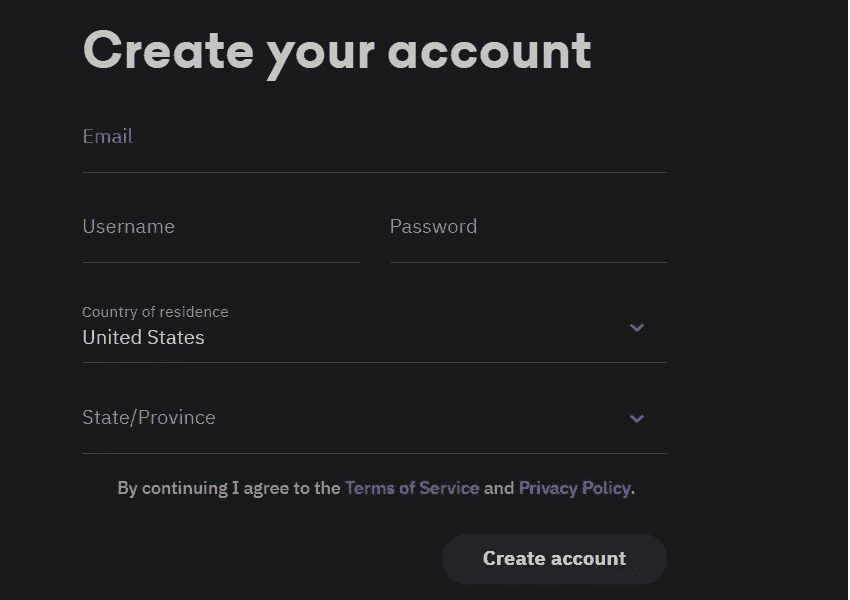 Create your account
Email
Username Password
Country of residence
United States
State/Province
By continuing I agree to the Terms of Service and Privacy Policy.
Create account